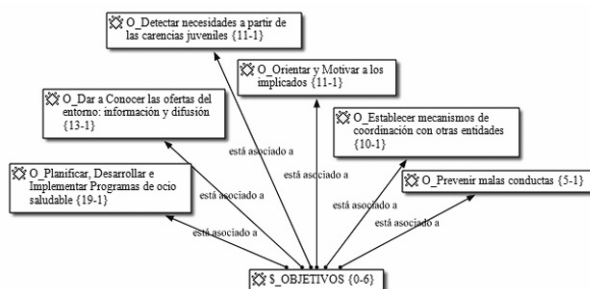 O_Detectar necesidades a partir de
las carencias juveniles {11-1}
O_Orientar y Motivar a los
implicados {11-1}
O_Dar a Conocer las ofertas del
entorno: información y difusión
{13-1}
O_Establecer mecanismos de
coordinación con otras entidades
{10-1}
O_Planificar, Desarrollar e
Implementar Programas de ocio
saludable {19-1}
O_Prevenir malas conductas {5-1}
está asociado a
está asociado a
está asociado a
está asociado a
está asociado a
está asociado a
$_OBJETIVOS {0-6}